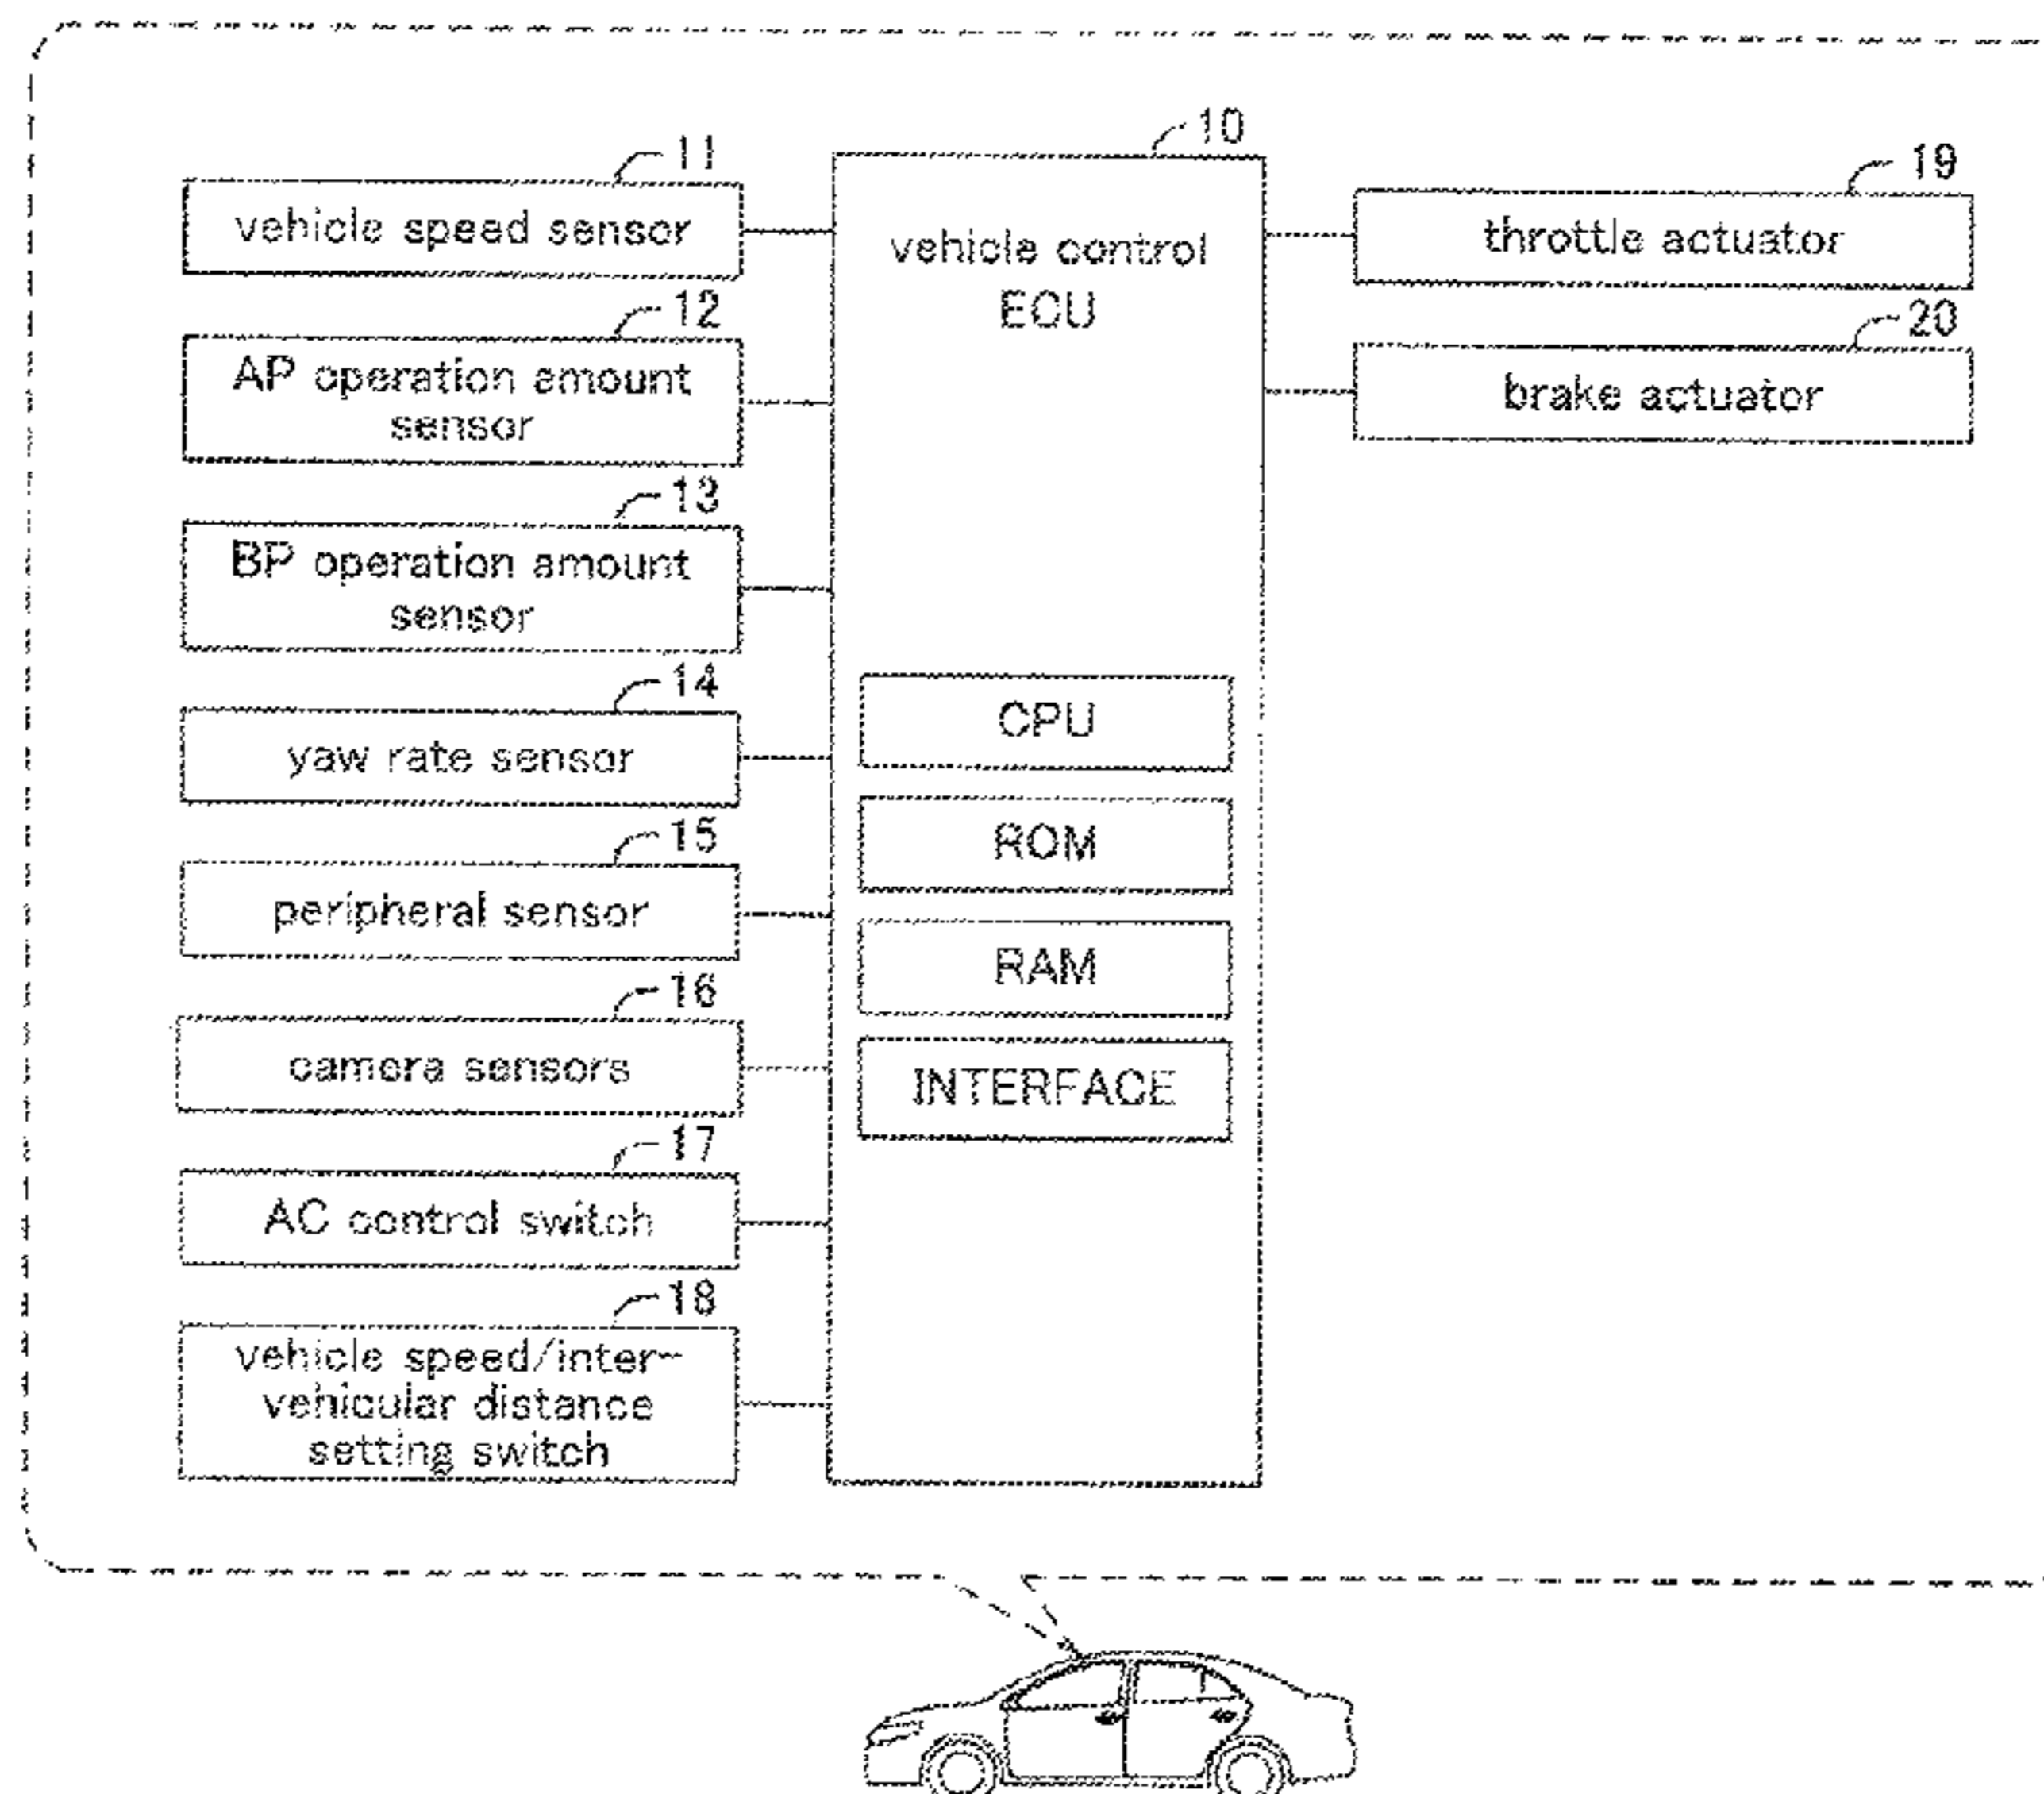 11
vehicle speed sensor
12
AP operation amount
sensor
13
BP operation amount
sensor
14
yaw rate sensor
15
peripheral sensor
16
camera sensors
17
AC control switch
18
vehicle speed/inter-
vehicular distance
setting switch
10
vehicle control
ECU
CPU
ROM
RAM
INTERFACE
19
throttle actuator
20
brake actuator